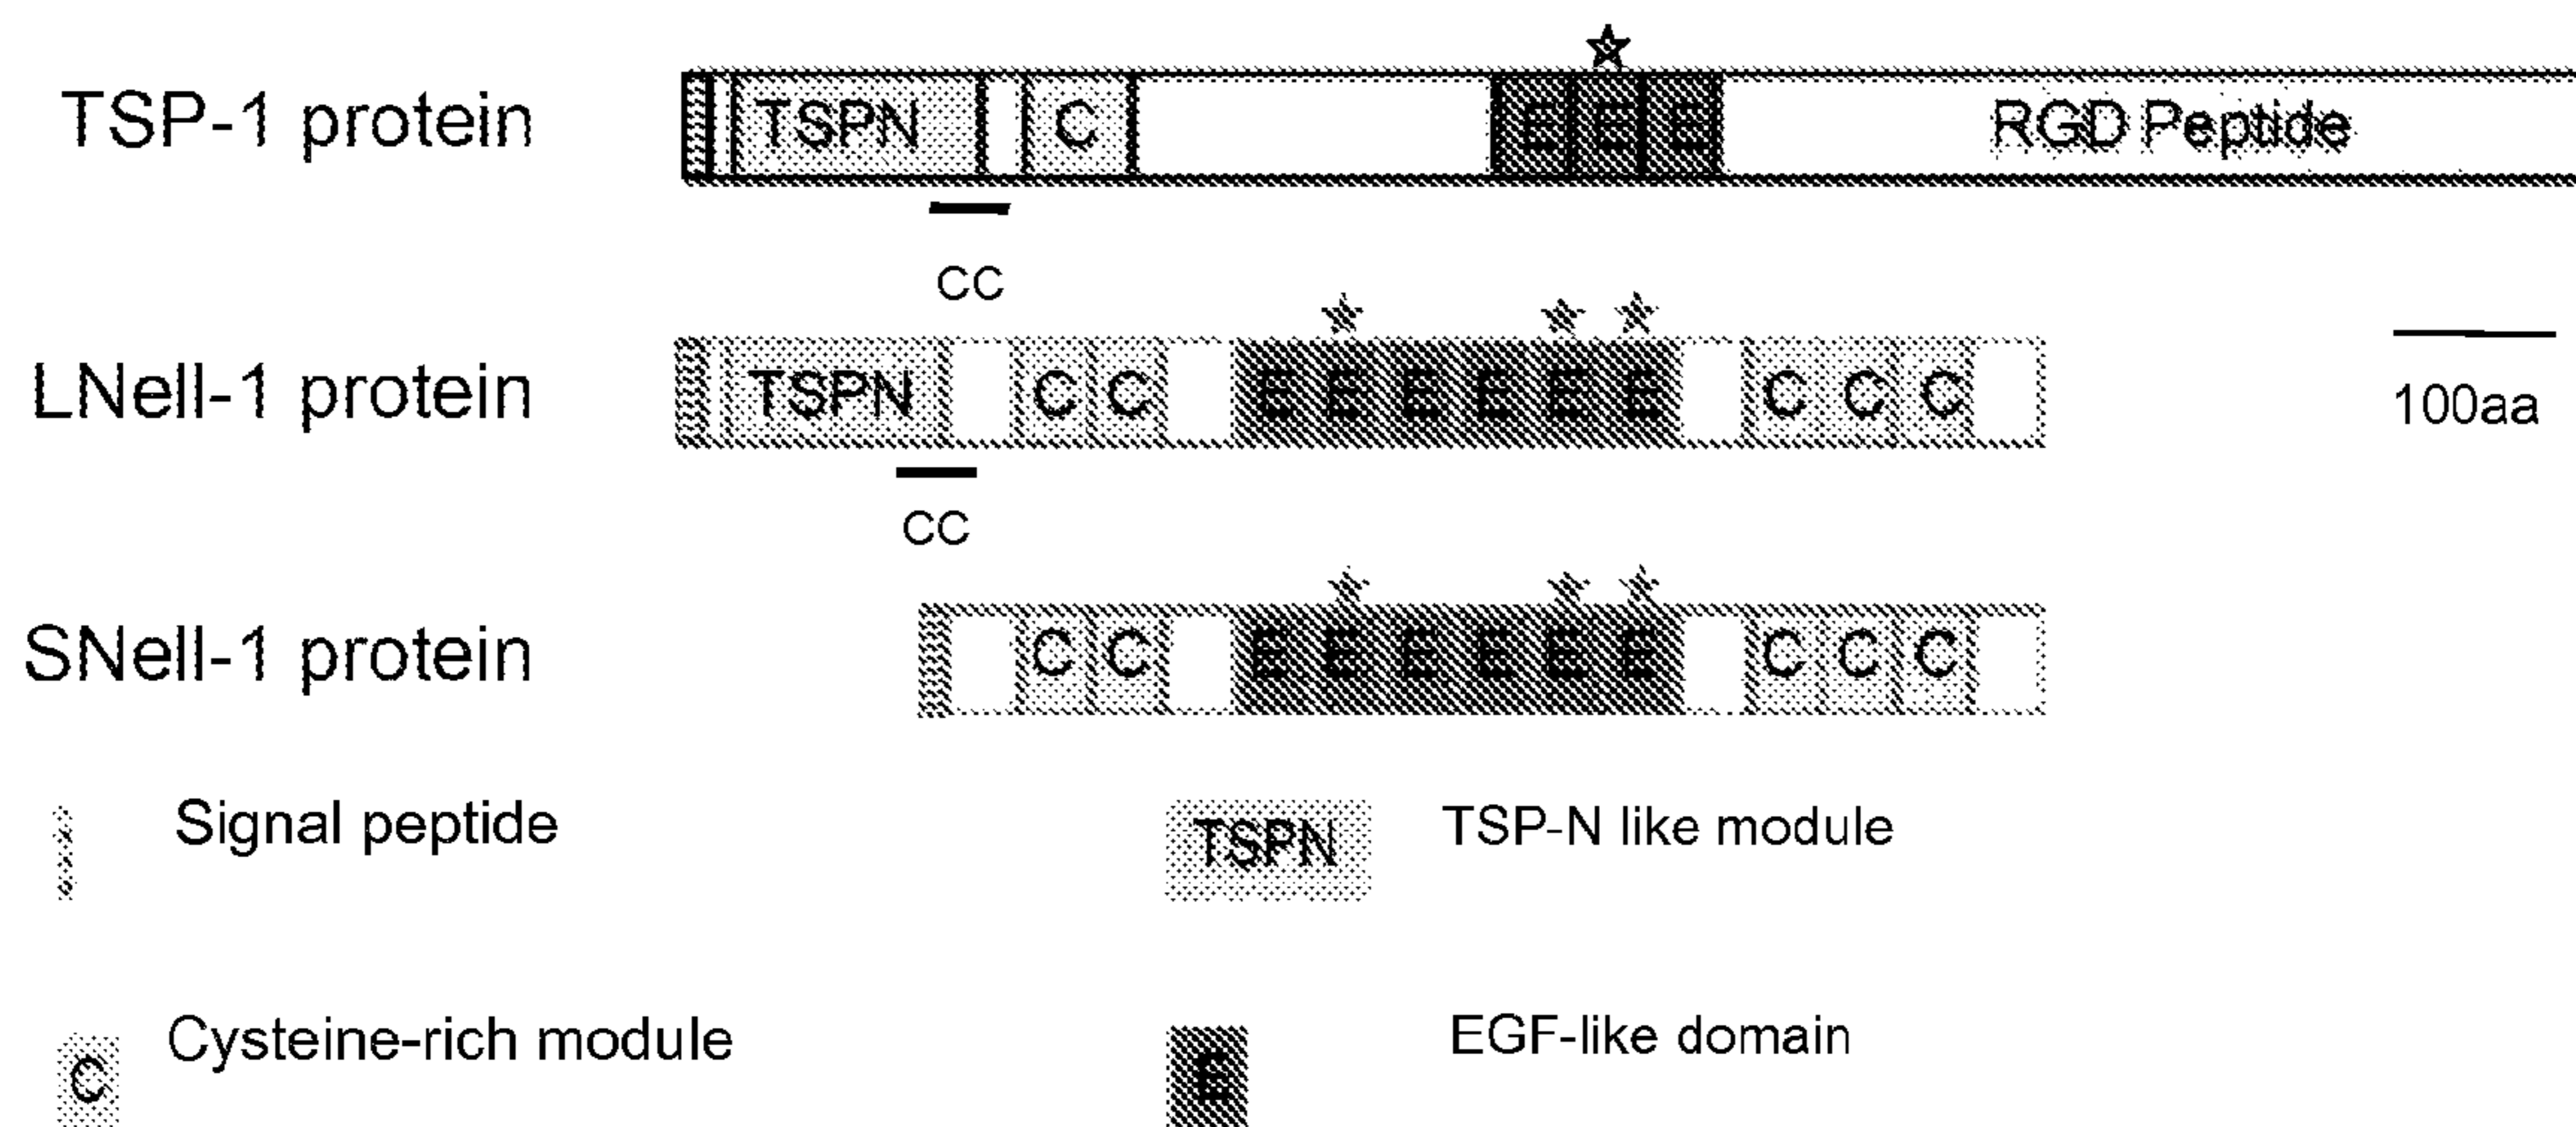 TSP-1 protein TSPN C E E E RGD Peptide
CC
LNell-1 protein TSPN C C E E E E E E C C C
100aa
CC
SNell-1 protein C C E E E E E E C C C
Signal peptide TSPN TSP-N like module
C Cysteine-rich module E EGF-like domain